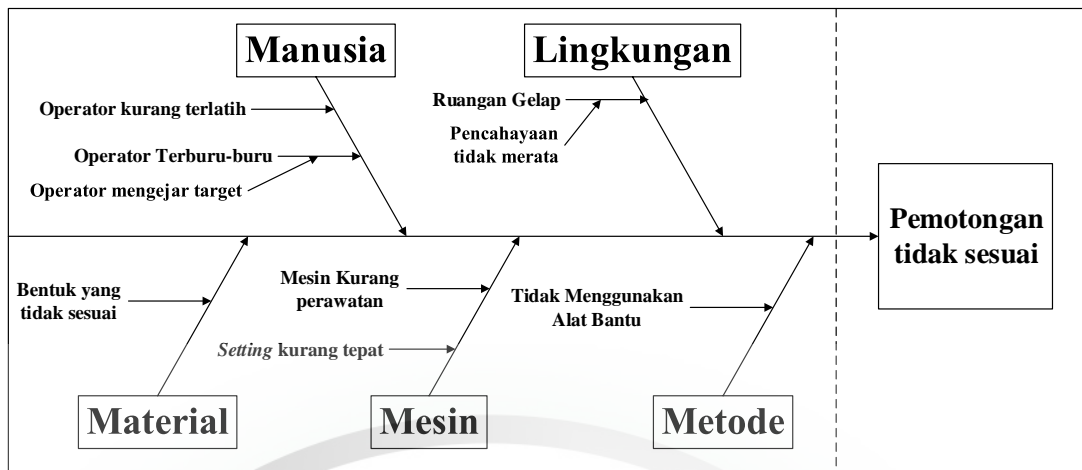 Manusia
Lingkungan
Operator kurang terlatih
Operator Terburu-buru
Operator mengejar target
Ruangan Gelap
Pencahayaan
tidak merata
Pemotongan
tidak sesuai
Bentuk yang
tidak sesuai
Mesin Kurang
perawatan
Setting kurang tepat
Tidak Menggunakan
Alat Bantu
Material
Mesin
Metode